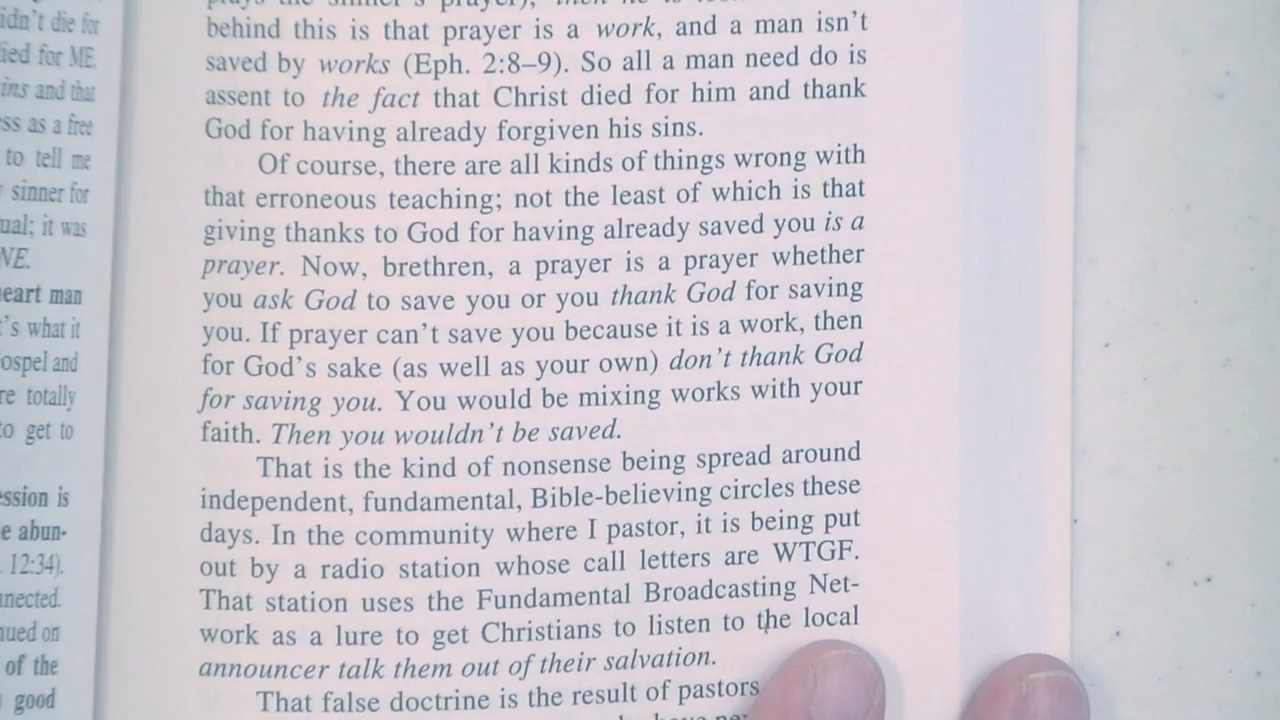 idn't die for
ied for ME.
ins and that
ss as a free
to tell me
sinner for
ual; it was
NE.
eart man
's what it
ospel and
re totally
to get to
ession is
e abun-
12:34).
nnected.
nued on
of the
good
behind this is that prayer is a work, and a man isn't
saved by works (Eph. 2:8–9). So all a man need do is
assent to the fact that Christ died for him and thank
God for having already forgiven his sins.
Of course, there are all kinds of things wrong with
that erroneous teaching; not the least of which is that
giving thanks to God for having already saved you is a
prayer. Now, brethren, a prayer is a prayer whether
you ask God to save you or you thank God for saving
you. If prayer can't save you because it is a work, then
for God's sake (as well as your own) don't thank God
for saving you. You would be mixing works with your
faith. Then you wouldn't be saved.
That is the kind of nonsense being spread around
independent, fundamental, Bible-believing circles these
days. In the community where I pastor, it is being put
out by a radio station whose call letters are WTGF.
That station uses the Fundamental Broadcasting Net-
work as a lure to get Christians to listen to the local
announcer talk them out of their salvation.
That false doctrine is the result of pastors